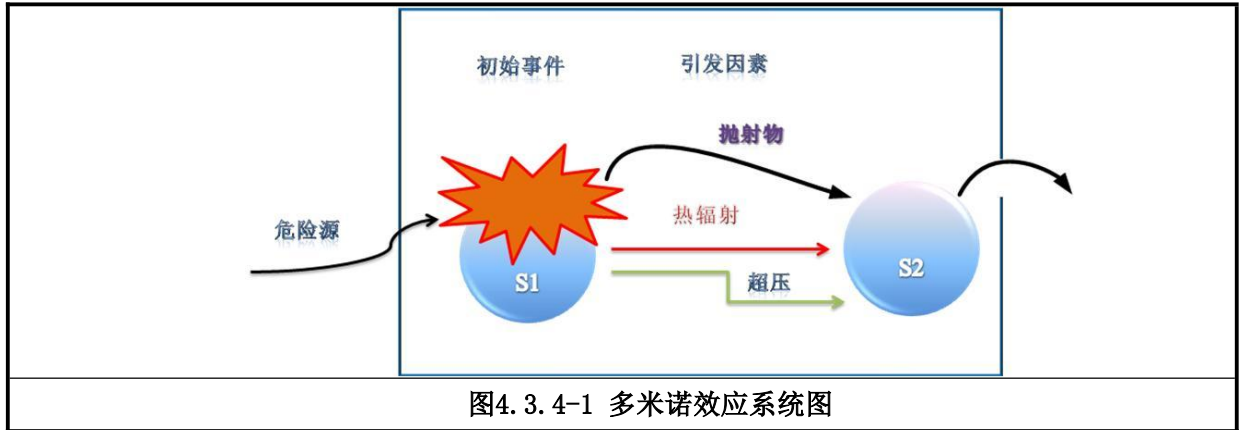 初始事件
引发因素
抛射物
危险源
热辐射
S1
超压
S2
图4.3.4-1 多米诺效应系统图